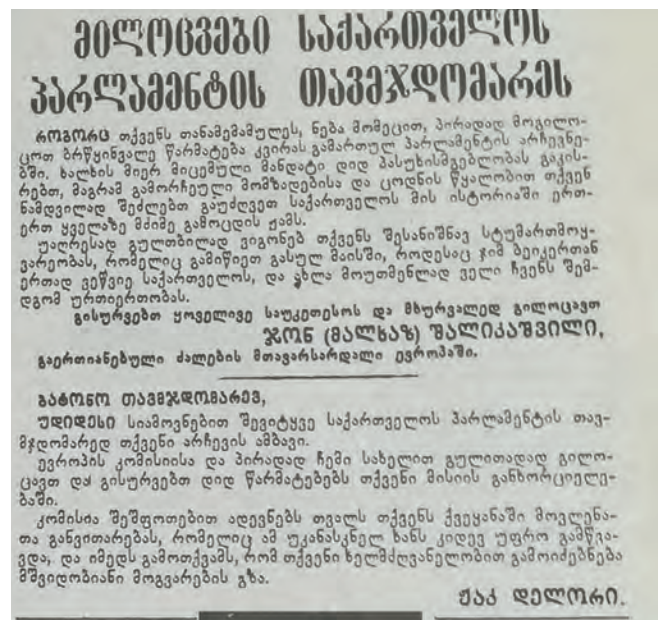 მილოცვები საქართველოს
პარლამენტის თავმჯდომარეს
როგორც თქვენს თანამემამულეს, ნება მომეცით, პირადად მოგილო-
ცოთ ბრწყინვალე წარმატება კვირას გამართულ პარლამენტის არჩევნე-
ბში. ხალხის მიერ მიცემული მანდატი დიდ პასუხისმგებლობას გაკის-
რებთ, მაგრამ გამორჩეული მომზადებისა და ცოდნის წყალობით თქვენ
ნამდვილად შეძლებთ გაუძღვეთ საქართველოს მის ისტორიაში ერთ-
ერთ ყველაზე მძიმე გამოცდის ჟამს.
უაღრესად გულთბილად ვიგონებ თქვენს შესანიშნავ სტუმართმოყ-
ვარეობას, რომელიც გამიწიეთ გასულ მაისში, როდესაც ჯიმ ბეიკერთან
ერთად ვეწვიე საქართველოს, და ახლა მოუთმენლად ველი ჩვენს შემ-
დგომ ურთიერთობას.
გისურვებთ ყოველივე საუკეთესოს და მხურვალედ გილოცავთ
ჯონ (მალხაზ) შალიკაშვილი,
გაერთიანებული ძალების მთავარსარდალი ევროპაში.
ბატონო თავმჯდომარევ,
უდიდესი სიამოვნებით შევიტყვე საქართველოს პარლამენტის თავ-
მჯდომარედ თქვენი არჩევის ამბავი.
ევროპის კომისიისა და პირადად ჩემი სახელით გულითადად გილო-
ცავთ და გისურვებთ დიდ წარმატებებს თქვენი მისიის განხორციელე-
ბაში.
კომისია შეშფოთებით ადევნებს თვალს თქვენს ქვეყანაში მოვლენა-
თა განვითარებას, რომელიც ამ უკანასკნელ ხანს კიდევ უფრო გამწვა-
ვდა, და იმედს გამოთქვამს, რომ თქვენი ხელმძღვანელობით გამოიძებნება
მშვიდობიანი მოგვარების გზა.
ჟაკ დელორი.